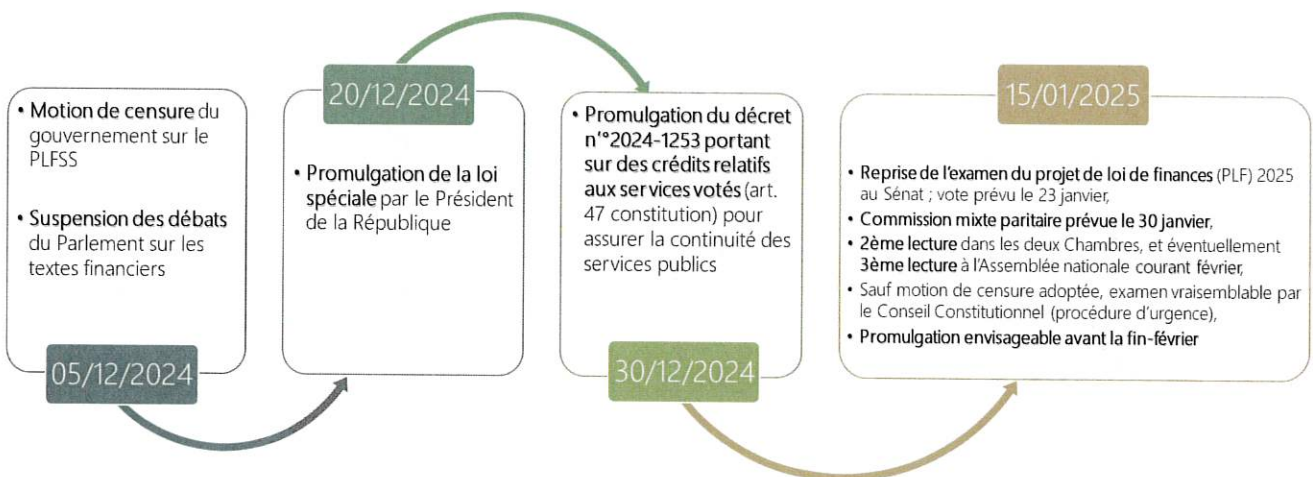 • Motion de censure du
gouvernement sur le
PLFSS
• Suspension des débats
du Parlement sur les
textes financiers
05/12/2024
20/12/2024
• Promulgation de la loi
spéciale par le Président
de la République
• Promulgation du décret
n'°2024-1253 portant
sur des crédits relatifs
aux services votés (art.
47 constitution) pour
assurer la continuité des
services publics
30/12/2024
15/01/2025
• Reprise de l'examen du projet de loi de finances (PLF) 2025
au Sénat ; vote prévu le 23 janvier,
• Commission mixte paritaire prévue le 30 janvier,
• 2ème lecture dans les deux Chambres, et éventuellement
3ème lecture à l'Assemblée nationale courant février,
• Sauf motion de censure adoptée, examen vraisemblable par
le Conseil Constitutionnel (procédure d'urgence),
• Promulgation envisageable avant la fin-février